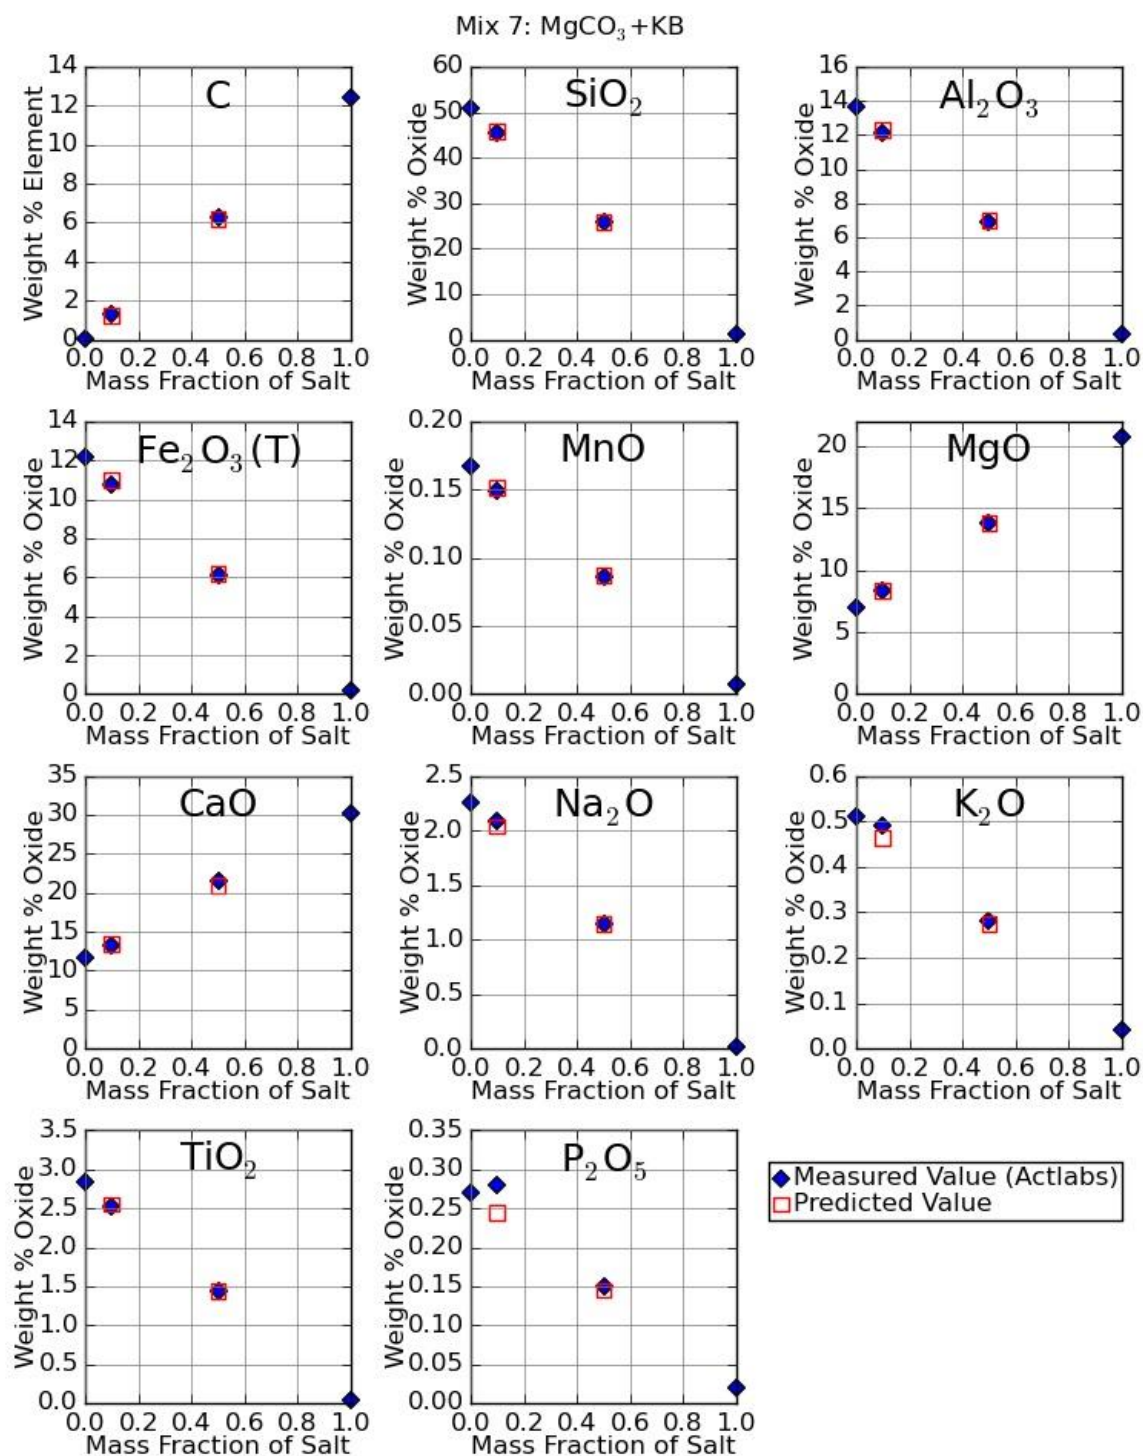 Mix 7: MgCO₃+KB
14
12
10
8
6
4
2
0
Weight % Element
C
0.0 0.2 0.4 0.6 0.8 1.0
Mass Fraction of Salt
60
50
40
30
20
10
0
Weight % Oxide
SiO₂
0.0 0.2 0.4 0.6 0.8 1.0
Mass Fraction of Salt
16
14
12
10
8
6
4
2
0
Weight % Oxide
Al₂O₃
0.0 0.2 0.4 0.6 0.8 1.0
Mass Fraction of Salt
14
12
10
8
6
4
2
0
Weight % Oxide
Fe₂O₃(T)
0.0 0.2 0.4 0.6 0.8 1.0
Mass Fraction of Salt
0.20
0.15
0.10
0.05
0.00
Weight % Oxide
MnO
0.0 0.2 0.4 0.6 0.8 1.0
Mass Fraction of Salt
20
15
10
5
0
Weight % Oxide
MgO
0.0 0.2 0.4 0.6 0.8 1.0
Mass Fraction of Salt
35
30
25
20
15
10
5
0
Weight % Oxide
CaO
0.0 0.2 0.4 0.6 0.8 1.0
Mass Fraction of Salt
2.5
2.0
1.5
1.0
0.5
0.0
Weight % Oxide
Na₂O
0.0 0.2 0.4 0.6 0.8 1.0
Mass Fraction of Salt
0.6
0.5
0.4
0.3
0.2
0.1
0.0
Weight % Oxide
K₂O
0.0 0.2 0.4 0.6 0.8 1.0
Mass Fraction of Salt
3.5
3.0
2.5
2.0
1.5
1.0
0.5
0.0
Weight % Oxide
TiO₂
0.0 0.2 0.4 0.6 0.8 1.0
Mass Fraction of Salt
0.35
0.30
0.25
0.20
0.15
0.10
0.05
0.00
Weight % Oxide
P₂O₅
0.0 0.2 0.4 0.6 0.8 1.0
Mass Fraction of Salt
Measured Value (Actlabs)
Predicted Value